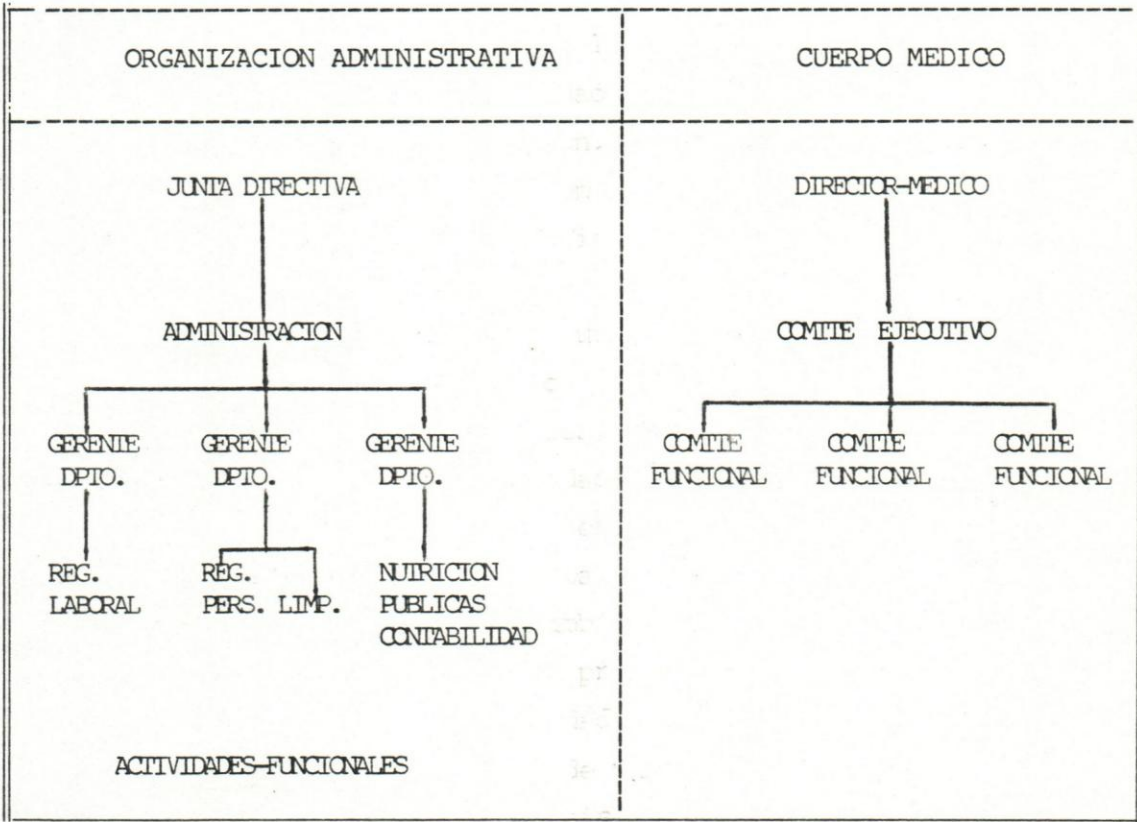 ORGANIZACION ADMINISTRATIVA
CUERPO MEDICO
JUNTA DIRECTIVA
DIRECTOR-MEDICO
ADMINISTRACION
COMITE EJECUTIVO
GERENTE
DPTO.
GERENTE
DPTO.
GERENTE
DPTO.
COMITE
FUNCIONAL
COMITE
FUNCIONAL
COMITE
FUNCIONAL
REG.
LABORAL
REG.
PERS. LIMP.
NUTRICION
PUBLICAS
CONTABILIDAD
ACTIVIDADES-FUNCIONALES